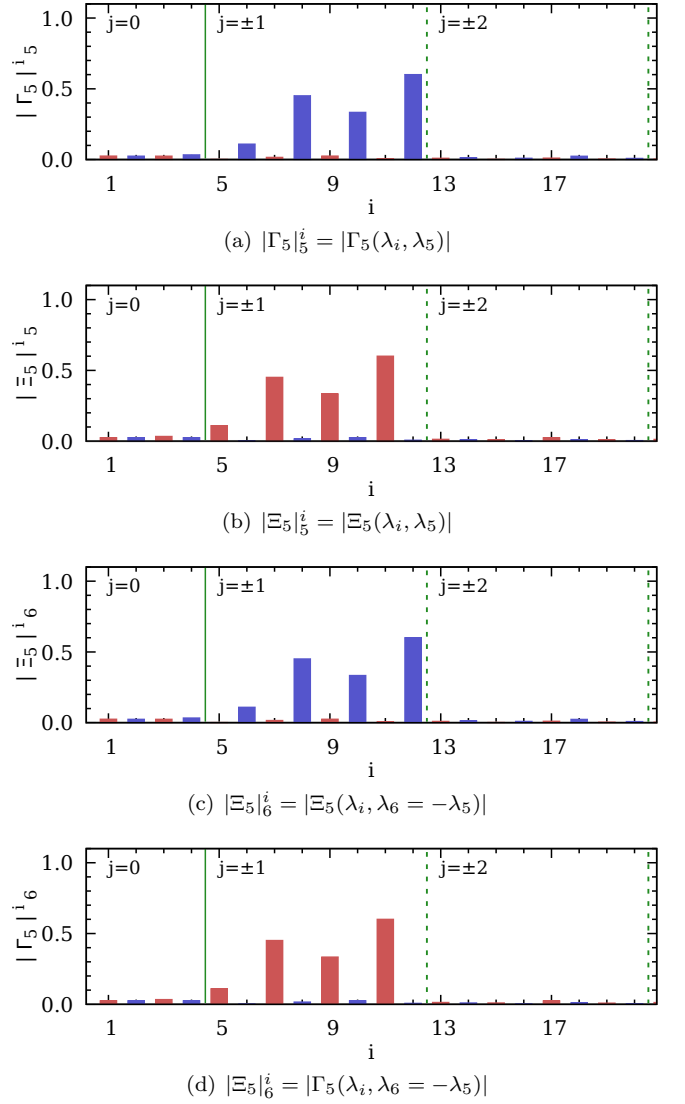 1.0
j=0 j=±1 j=±2
0.5
0.0
| Γ₅ |ⁱ₅
1 5 9 13 17
i
(a) |Γ₅|ⁱ₅ = |Γ₅(λᵢ, λ₅)|
1.0
j=0 j=±1 j=±2
0.5
0.0
| Ξ₅ |ⁱ₅
1 5 9 13 17
i
(b) |Ξ₅|ⁱ₅ = |Ξ₅(λᵢ, λ₅)|
1.0
j=0 j=±1 j=±2
0.5
0.0
| Ξ₅ |ⁱ₆
1 5 9 13 17
i
(c) |Ξ₅|ⁱ₆ = |Ξ₅(λᵢ, λ₆ = −λ₅)|
1.0
j=0 j=±1 j=±2
0.5
0.0
| Γ₅ |ⁱ₆
1 5 9 13 17
i
(d) |Ξ₅|ⁱ₆ = |Γ₅(λᵢ, λ₆ = −λ₅)|